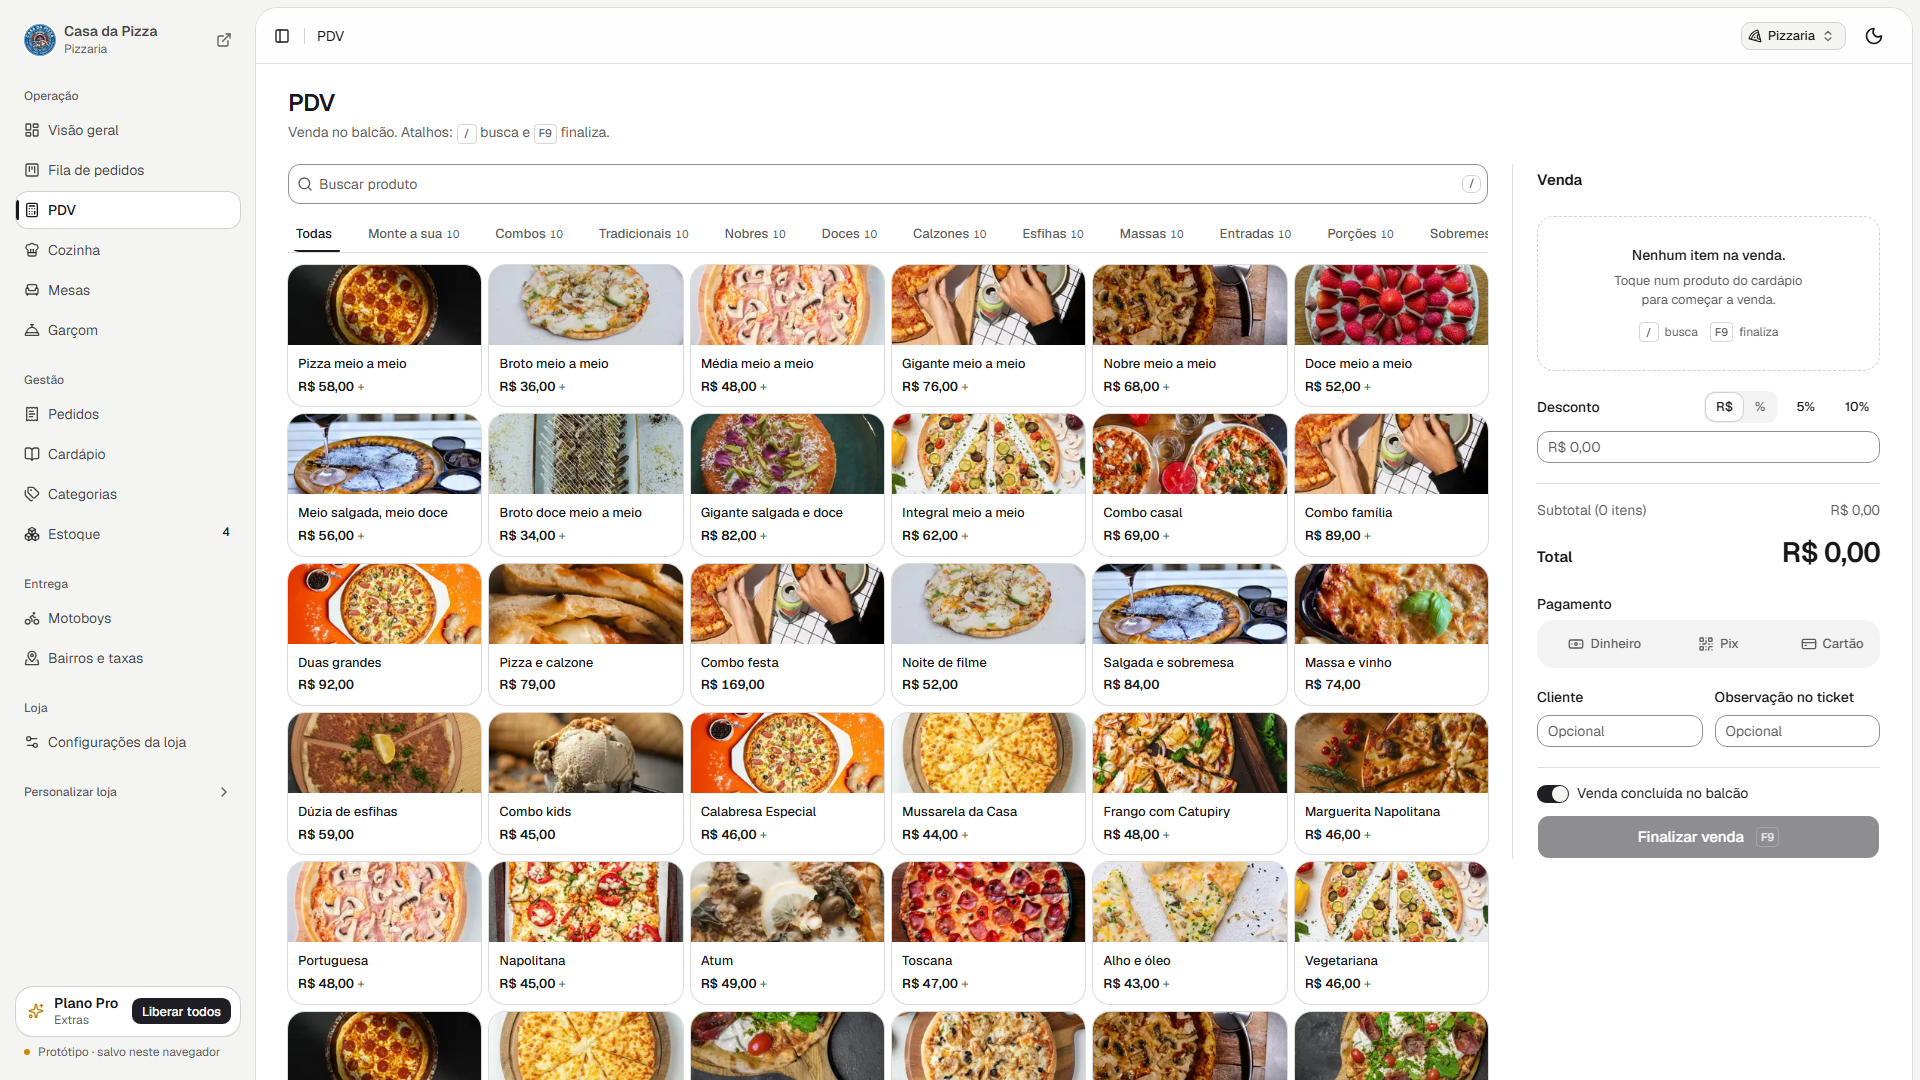 Casa da Pizza
Pizzaria
Operação
Visão geral
Fila de pedidos
PDV
Cozinha
Mesas
Garçom
Gestão
Pedidos
Cardápio
Categorias
Estoque 4
Entrega
Motoboys
Bairros e taxas
Loja
Configurações da loja
Personalizar loja
Plano Pro
Extras
Liberar todos
Protótipo · salvo neste navegador
PDV
Pizzaria
PDV
Venda no balcão. Atalhos: / busca e F9 finaliza.
Buscar produto /
Todas Monte a sua 10 Combos 10 Tradicionais 10 Nobres 10 Doces 10 Calzones 10 Esfihas 10 Massas 10 Entradas 10 Porções 10 Sobremes
Pizza meio a meio Broto meio a meio Média meio a meio Gigante meio a meio Nobre meio a meio Doce meio a meio
R$ 58,00 + R$ 36,00 + R$ 48,00 + R$ 76,00 + R$ 68,00 + R$ 52,00 +
Meio salgada, meio doce Broto doce meio a meio Gigante salgada e doce Integral meio a meio Combo casal Combo família
R$ 56,00 + R$ 34,00 + R$ 82,00 + R$ 62,00 + R$ 69,00 + R$ 89,00 +
Duas grandes Pizza e calzone Combo festa Noite de filme Salgada e sobremesa Massa e vinho
R$ 92,00 R$ 79,00 R$ 169,00 R$ 52,00 R$ 84,00 R$ 74,00
Dúzia de esfihas Combo kids Calabresa Especial Mussarela da Casa Frango com Catupiry Marguerita Napolitana
R$ 59,00 R$ 45,00 R$ 46,00 + R$ 44,00 + R$ 48,00 + R$ 46,00 +
Portuguesa Napolitana Atum Toscana Alho e óleo Vegetariana
R$ 48,00 + R$ 45,00 + R$ 49,00 + R$ 47,00 + R$ 43,00 + R$ 46,00 +
Venda
Nenhum item na venda.
Toque num produto do cardápio
para começar a venda.
/ busca F9 finaliza
Desconto R$ % 5% 10%
R$ 0,00
Subtotal (0 itens) R$ 0,00
Total R$ 0,00
Pagamento
Dinheiro Pix Cartão
Cliente Observação no ticket
Opcional Opcional
Venda concluída no balcão
Finalizar venda F9